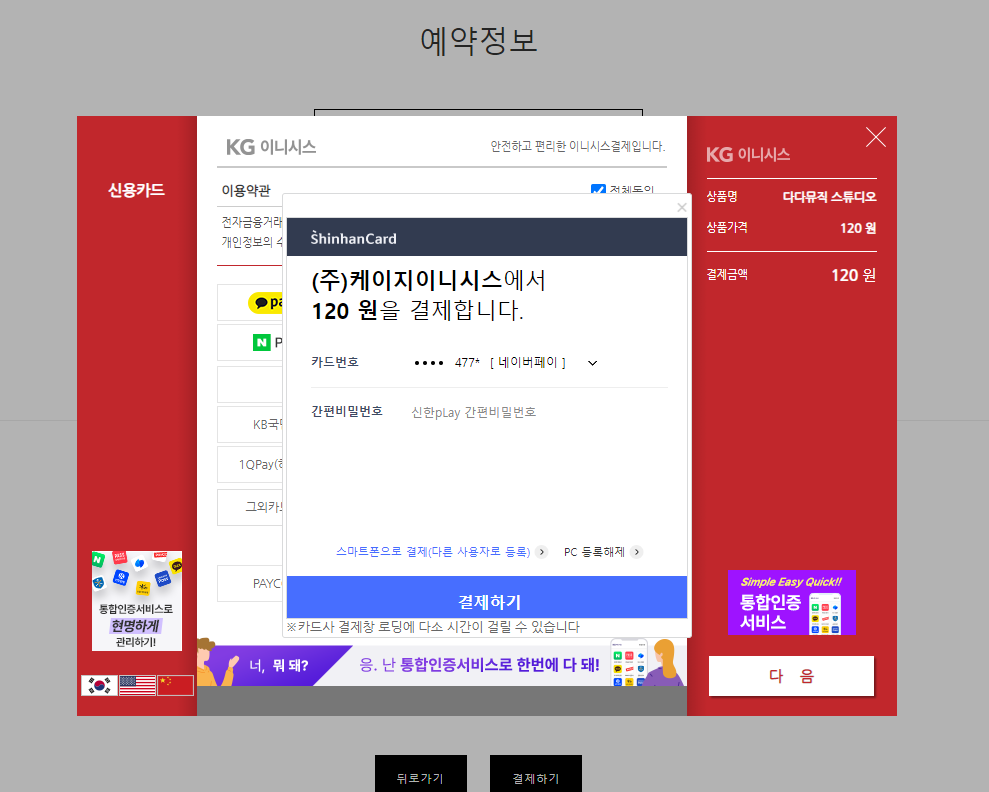 예약정보
KG 이니시스
안전하고 편리한 이니시스결제입니다.
신용카드
이용약관
전체동의
전자금융거래
개인정보의 수
pa
N P
KB국민
1QPay(하
그외카드
PAYCO
×
ShinhanCard
(주)케이지이니시스에서
120 원을 결제합니다.
카드번호 •••• 477* [ 네이버페이 ]
간편비밀번호 신한pLay 간편비밀번호
스마트폰으로 결제(다른 사용자로 등록) PC 등록해제
결제하기
※카드사 결제창 로딩에 다소 시간이 걸릴 수 있습니다
너, 뭐 돼? 응. 난 통합인증서비스로 한번에 다 돼!
통합인증서비스로
현명하게
관리하기!
KG 이니시스
상품명 다다뮤직 스튜디오
상품가격 120 원
결제금액 120 원
Simple Easy Quick!!
통합인증
서비스
다 음
뒤로가기
결제하기